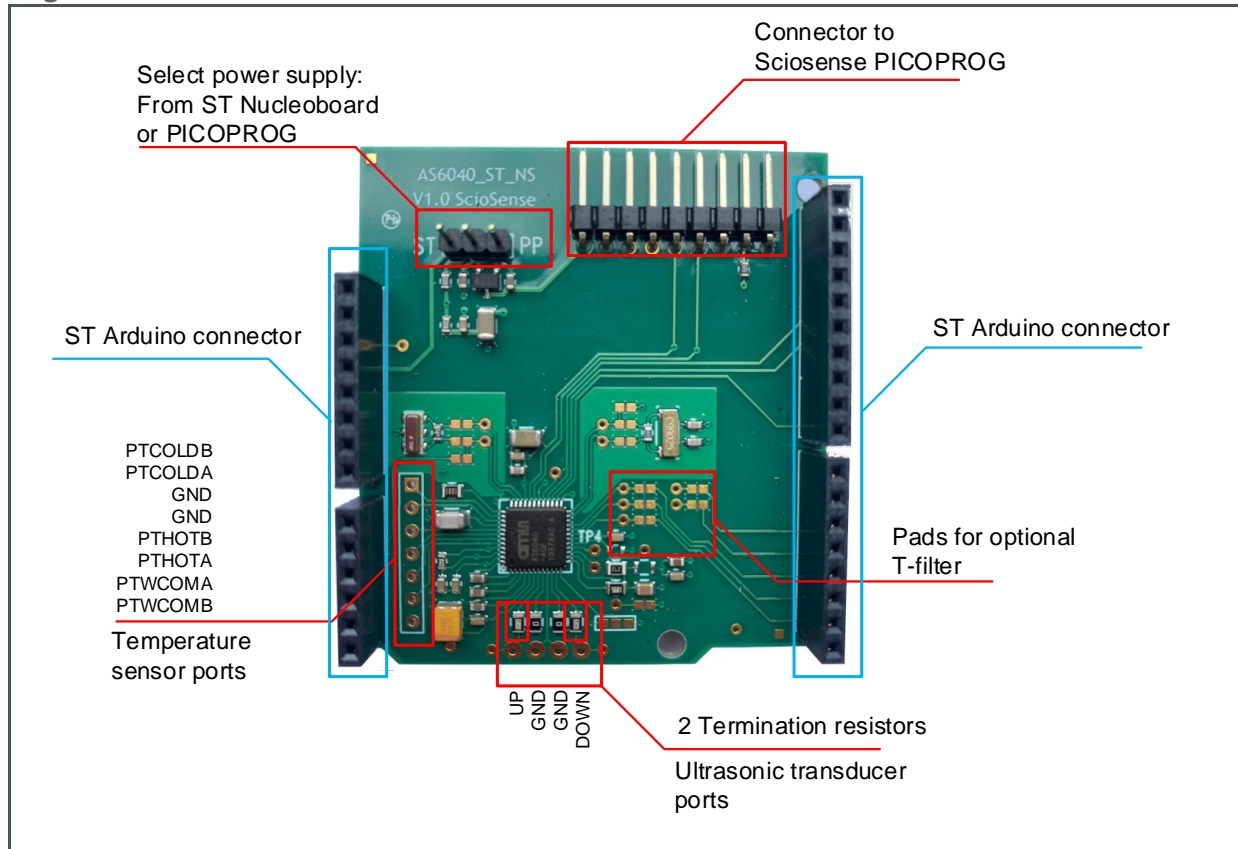 Connector to
Sciosense PICOPROG
Select power supply:
From ST Nucleoboard
or PICOPROG
AS6040_ST_NS
V1.0 ScioSense
ST
PP
ST Arduino connector
ST Arduino connector
PTCOLDB
PTCOLDA
GND
GND
PTHOTB
PTHOTA
PTWCOMA
PTWCOMB
Temperature
sensor ports
amu
AS6040
TP4
Pads for optional
T-filter
UP
GND
GND
DOWN
2 Termination resistors
Ultrasonic transducer
ports